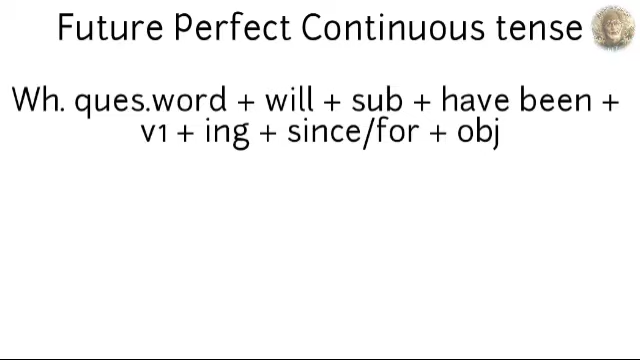 Future Perfect Continuous tense
Wh. ques.word + will + sub + have been +
v1 + ing + since/for + obj